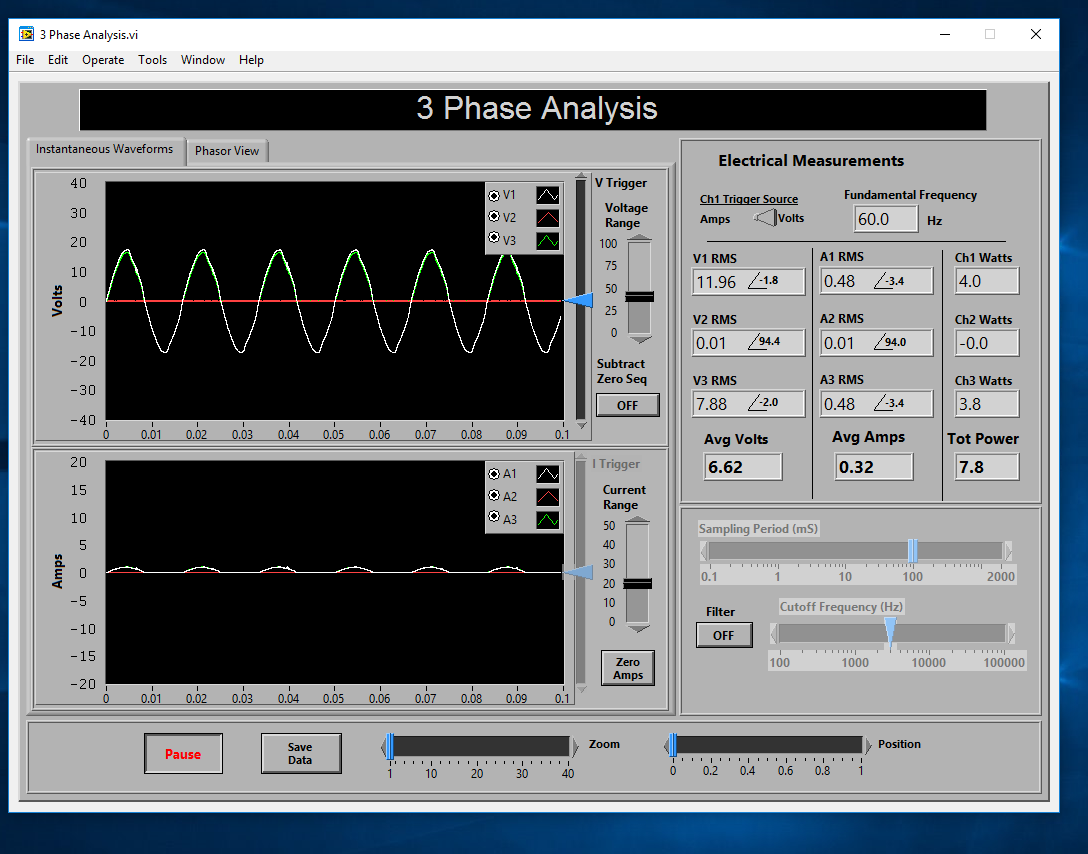 3 Phase Analysis.vi
File Edit Operate Tools Window Help
3 Phase Analysis
Instantaneous Waveforms
Phasor View
Volts
40
30
20
10
0
-10
-20
-30
-40
0 0.01 0.02 0.03 0.04 0.05 0.06 0.07 0.08 0.09 0.1
V1
V2
V3
V Trigger
Voltage
Range
100
75
50
25
0
Subtract
Zero Seq
OFF
Amps
20
15
10
5
0
-5
-10
-15
-20
0 0.01 0.02 0.03 0.04 0.05 0.06 0.07 0.08 0.09 0.1
A1
A2
A3
I Trigger
Current
Range
50
40
30
20
10
0
Zero
Amps
Electrical Measurements
Ch1 Trigger Source
Amps Volts
Fundamental Frequency
60.0 Hz
V1 RMS
11.96 -1.8
V2 RMS
0.01 94.4
V3 RMS
7.88 -2.0
Avg Volts
6.62
A1 RMS
0.48 -3.4
A2 RMS
0.01 94.0
A3 RMS
0.48 -3.4
Avg Amps
0.32
Ch1 Watts
4.0
Ch2 Watts
-0.0
Ch3 Watts
3.8
Tot Power
7.8
Sampling Period (mS)
0.1 1 10 100 2000
Filter
OFF
Cutoff Frequency (Hz)
100 1000 10000 100000
Pause
Save
Data
Zoom
1 10 20 30 40
Position
0 0.2 0.4 0.6 0.8 1